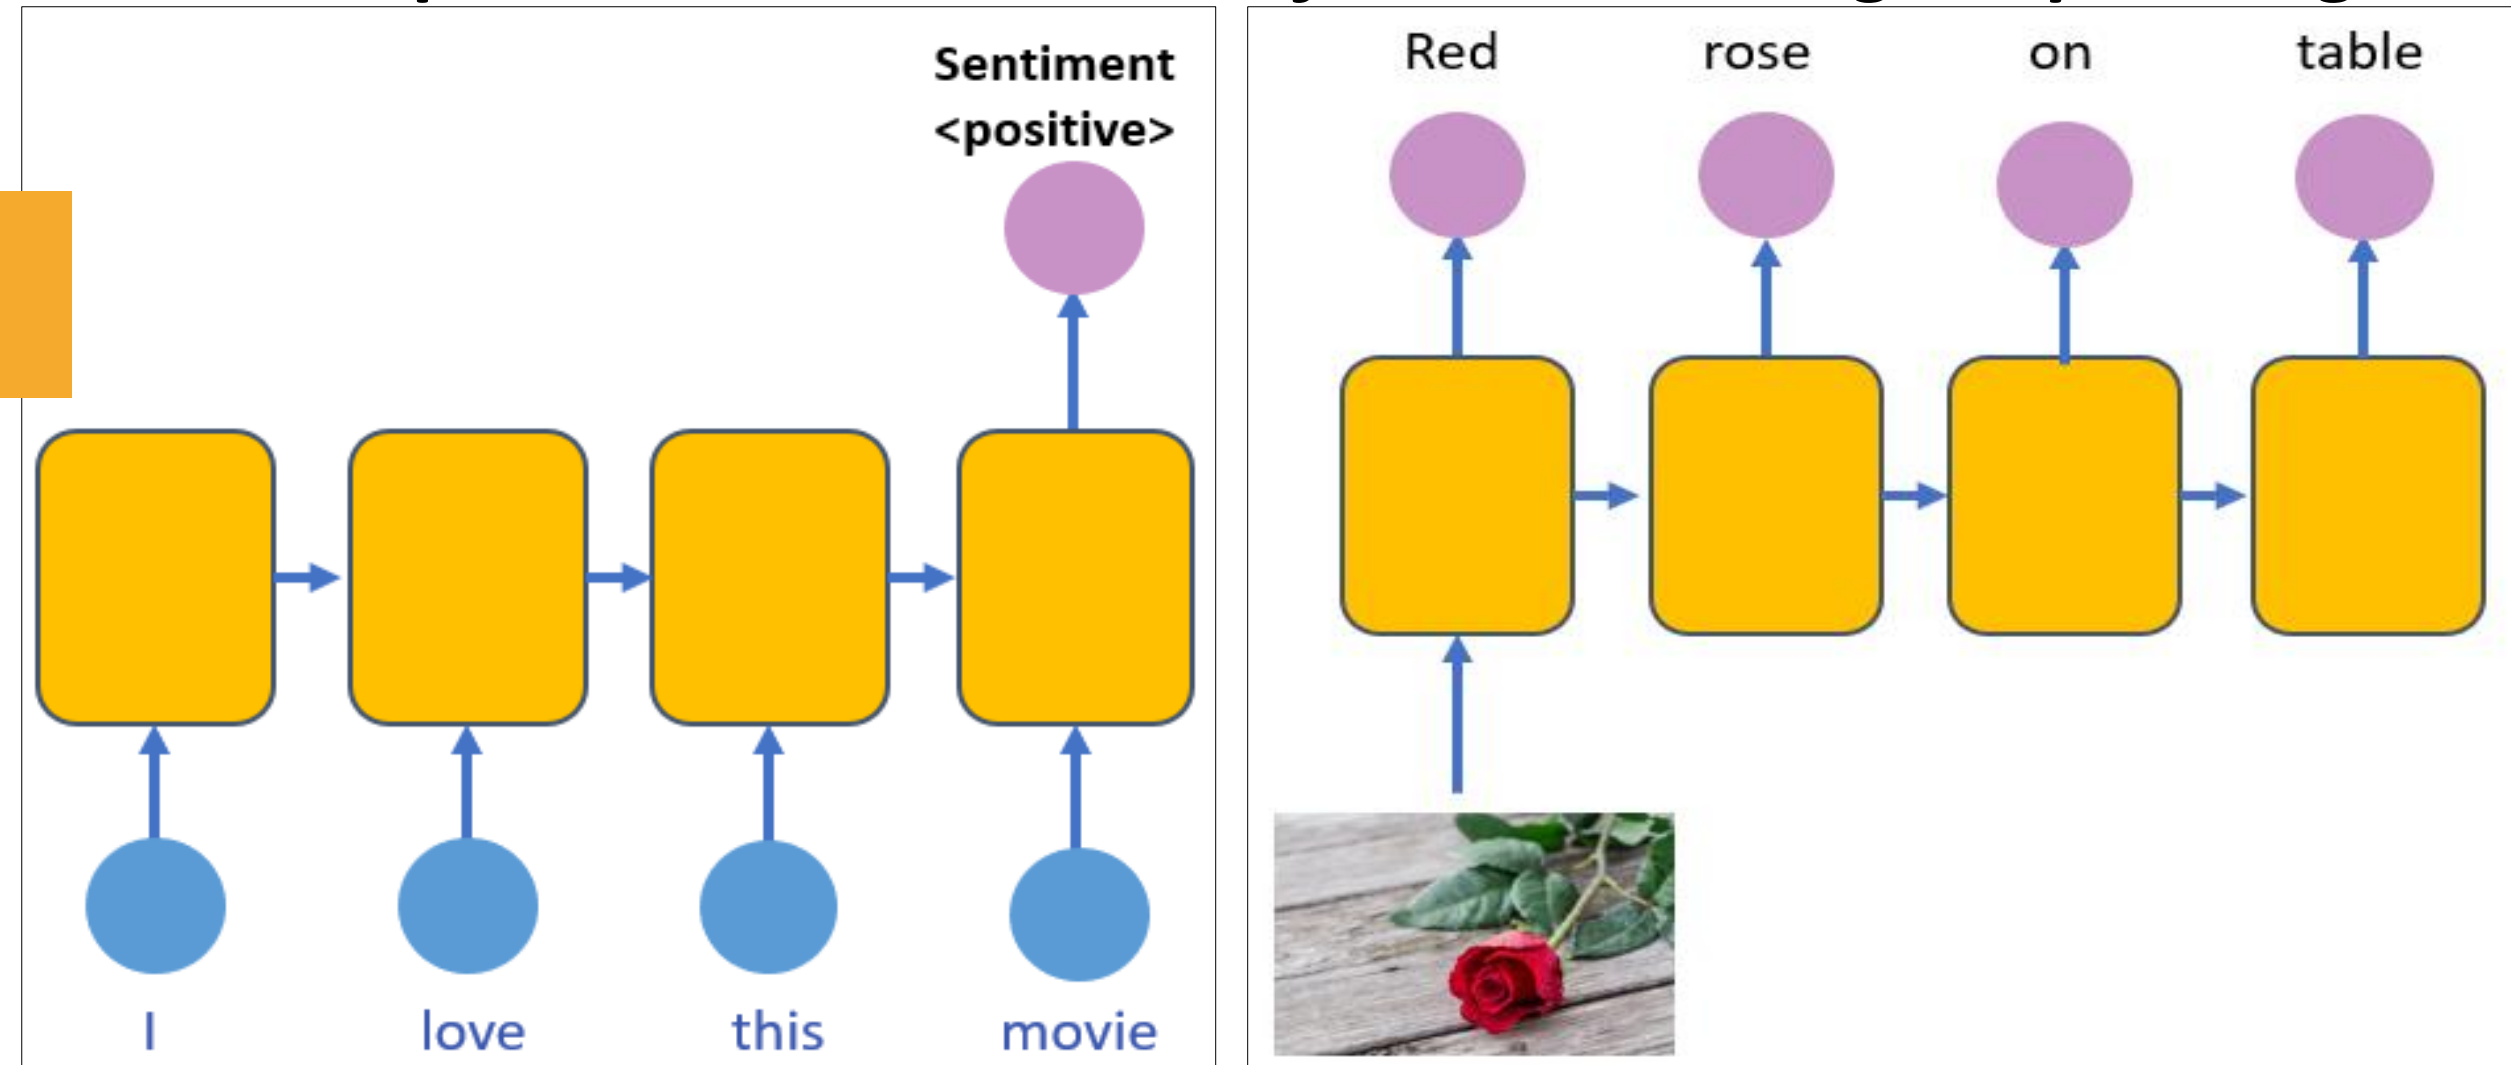 Sentiment
<positive>
I love this movie
Red rose on table